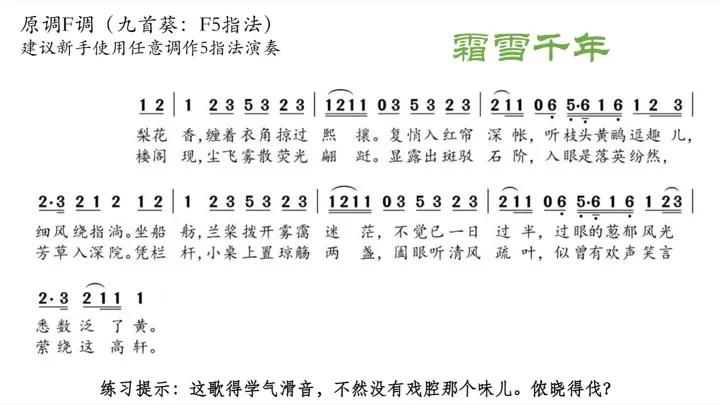 原调F调（九首葵：F5指法）
建议新手使用任意调作5指法演奏
霜雪千年
1 2 | 1 2 3 5 3 2 3 | 1 2 1 1 0 3 5 3 2 3 | 2 1 1 0 6 5·6 1 6 1 2 3 |
梨花 香，缠着衣角掠过 熙 攘。复悄入红帘 深 帐，听枝头黄鹂逗趣 儿，
楼阁 现，尘飞雾散荧光 翩 跹。显露出斑驳 石 阶，入眼是落英纷然，
2·3 2 1 2 1 2 | 1 2 3 5 3 2 3 | 1 2 1 1 0 3 5 3 2 3 | 2 1 1 0 6 5·6 1 6 1 2 3 |
细风绕指淌。坐船 舫，兰桨拨开雾霭 迷 茫，不觉已一日 过 半，过眼的葱郁风光
芳草入深院。凭栏 杆，小桌上置琼觞 两 盏，阖眼听清风 疏 叶，似曾有欢声笑言
2·3 2 1 1 1
悉数泛了黄。
萦绕这高轩。
练习提示：这歌得学气滑音，不然没有戏腔那个味儿。侬晓得伐？